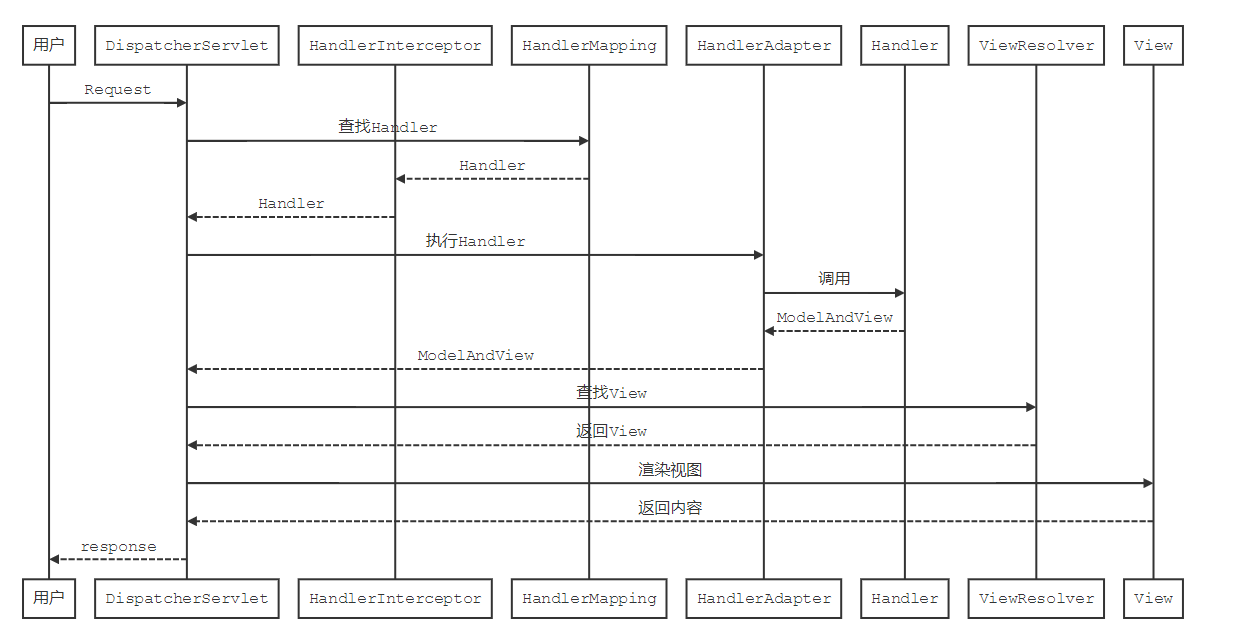 用户 DispatcherServlet HandlerInterceptor HandlerMapping HandlerAdapter Handler ViewResolver View
Request
查找Handler
Handler
Handler
执行Handler
调用
ModelAndView
ModelAndView
查找View
返回View
渲染视图
返回内容
response
用户 DispatcherServlet HandlerInterceptor HandlerMapping HandlerAdapter Handler ViewResolver View